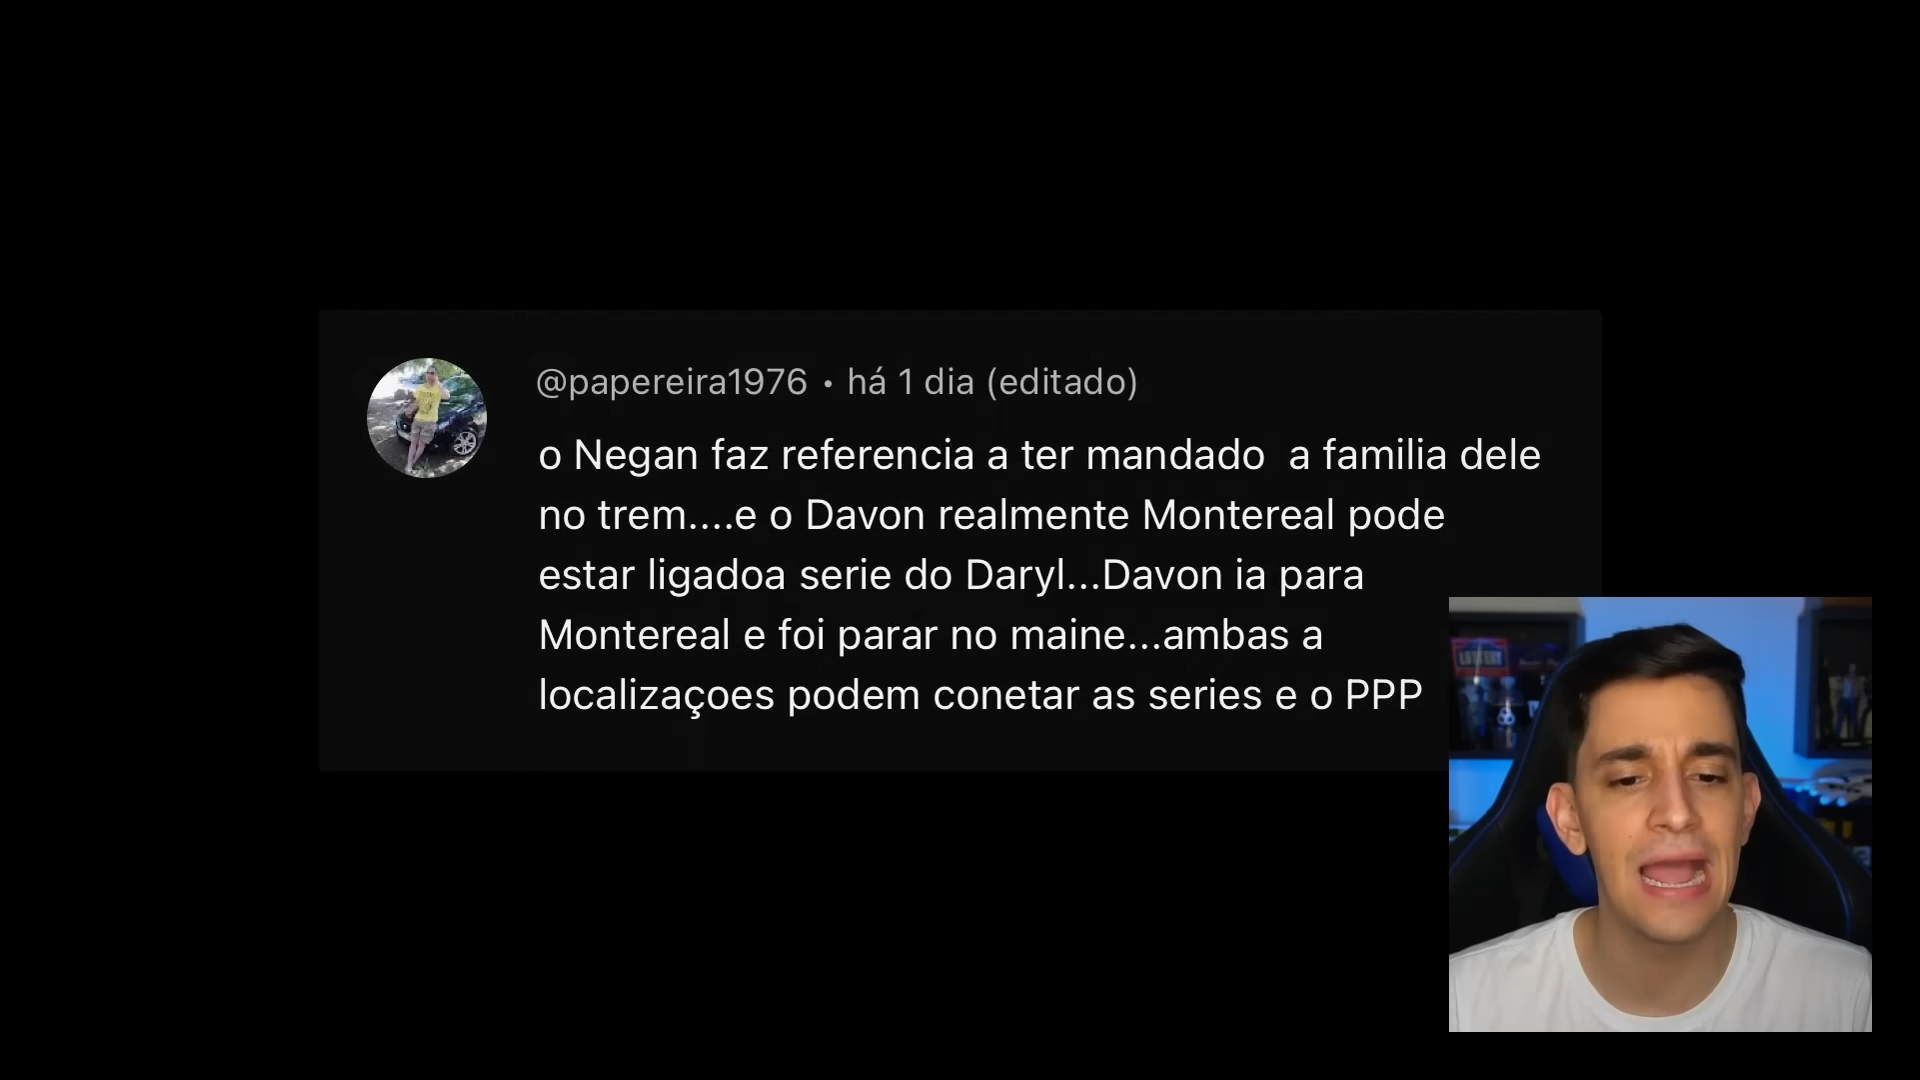 @papereira1976 • há 1 dia (editado)
o Negan faz referencia a ter mandado  a familia dele
no trem....e o Davon realmente Montereal pode
estar ligadoa serie do Daryl...Davon ia para
Montereal e foi parar no maine...ambas a
localizaçoes podem conetar as series e o PPP